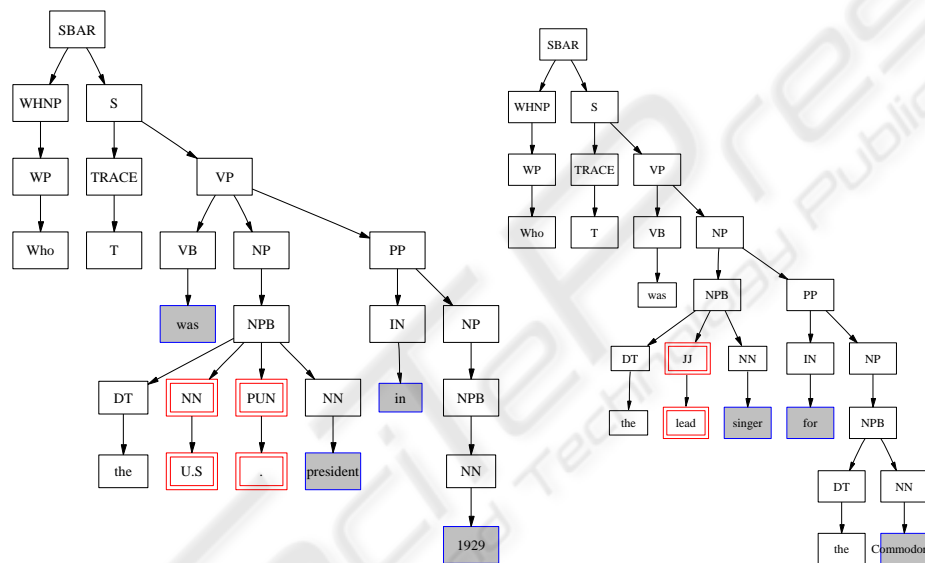 SBAR
WHNP S
WP TRACE VP
Who T VB NP PP
was NPB IN NP
DT NN PUN NN in NPB
the U.S . president NN
1929
SBAR
WHNP S
WP TRACE VP
Who T VB NP
was NPB PP
DT JJ NN IN NP
the lead singer for NPB
DT NN
the Commodor